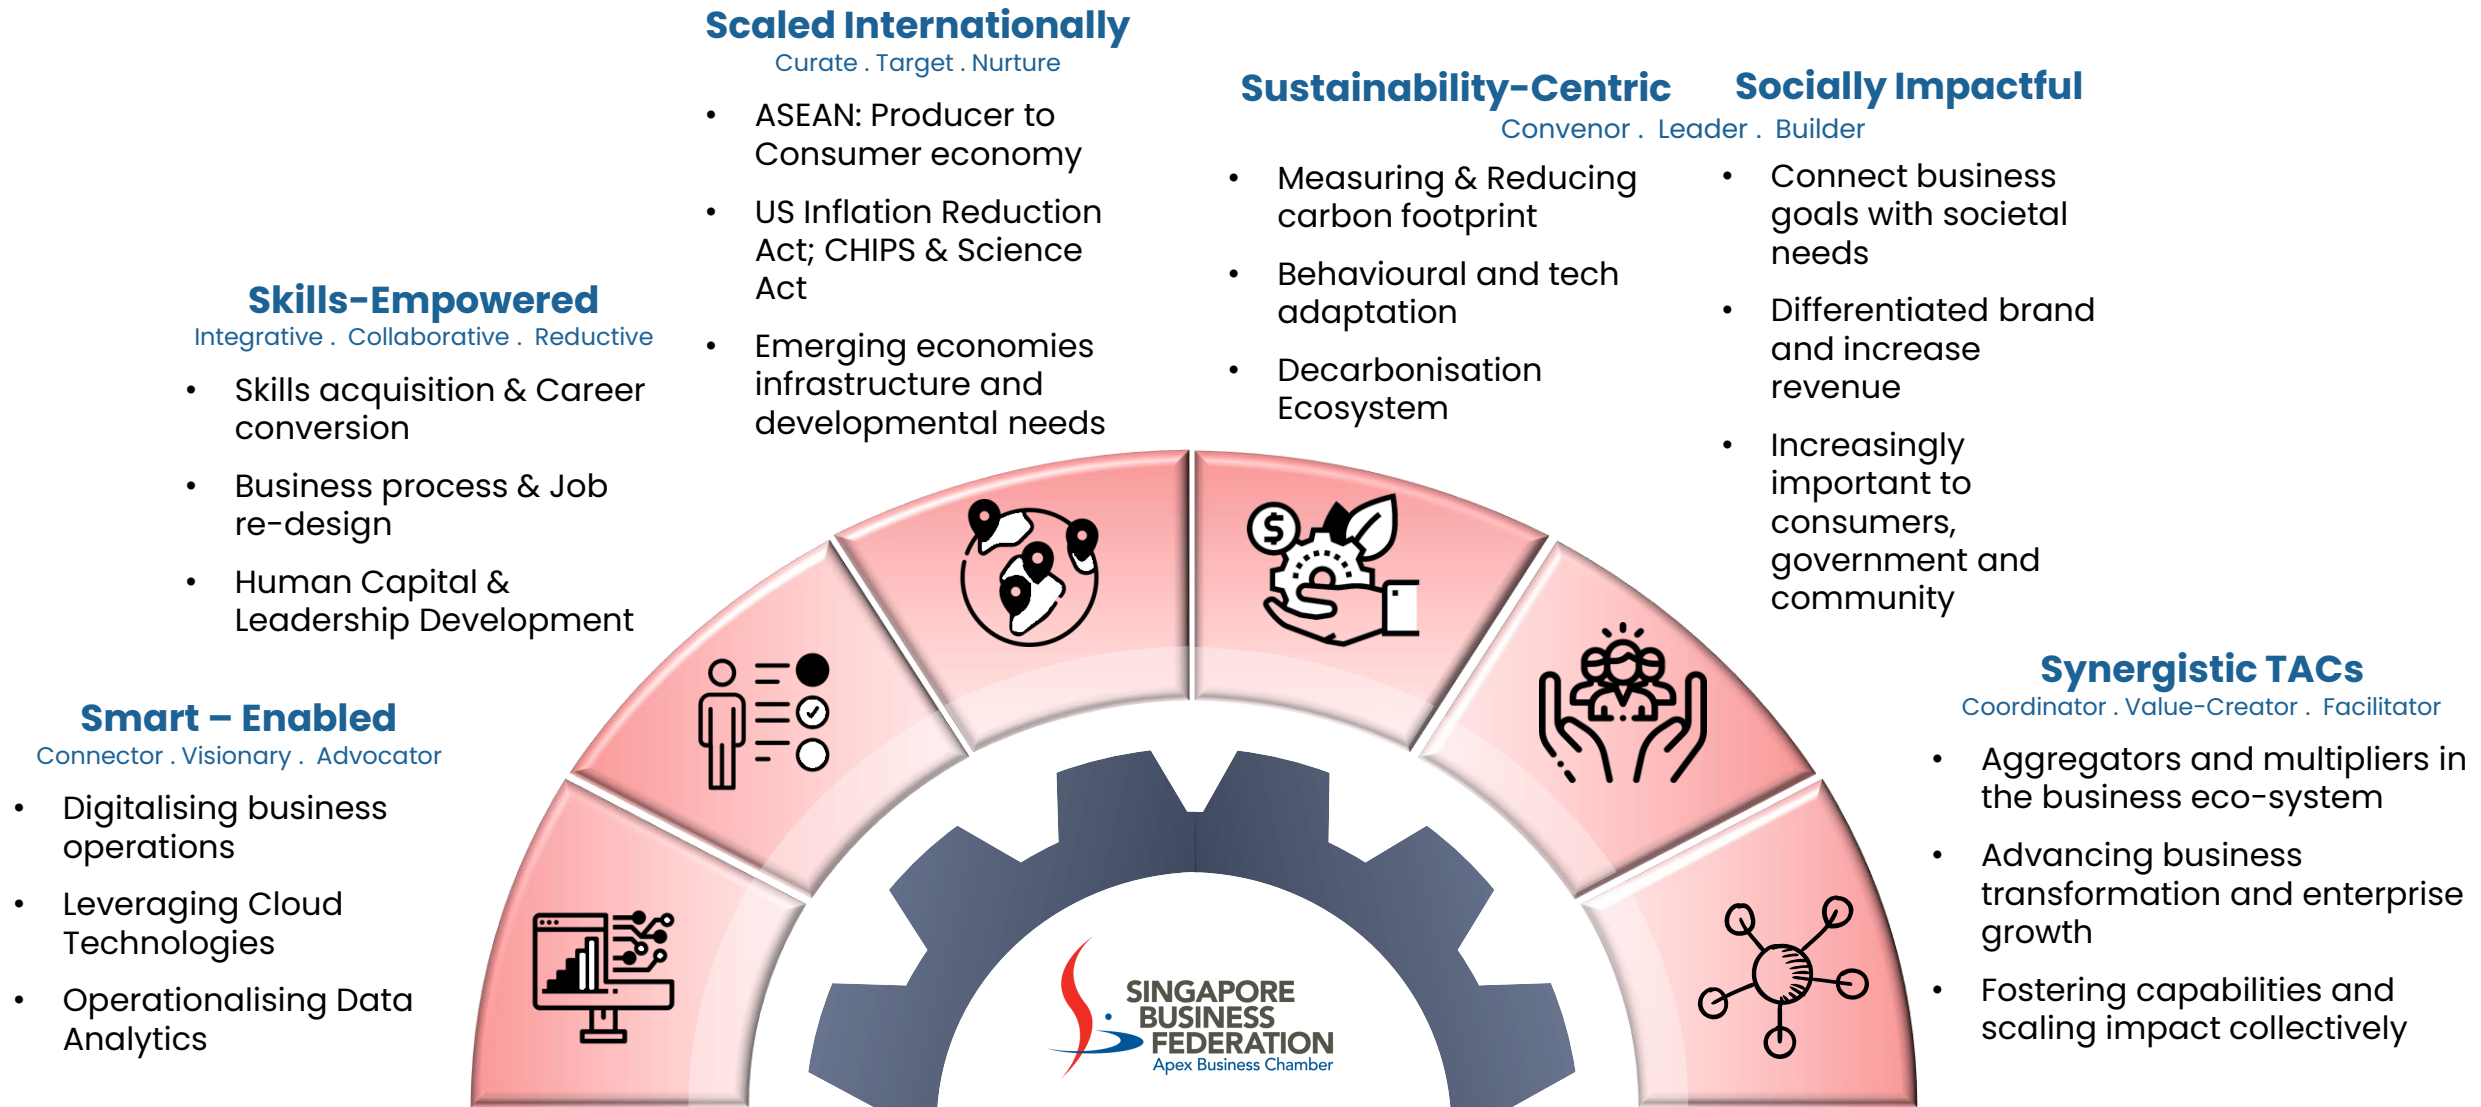 Scaled Internationally
Curate . Target . Nurture
• ASEAN: Producer to
Consumer economy
• US Inflation Reduction
Act; CHIPS & Science
Act
• Emerging economies
infrastructure and
developmental needs
Sustainability-Centric
Socially Impactful
Convenor . Leader . Builder
• Measuring & Reducing
carbon footprint
• Behavioural and tech
adaptation
• Decarbonisation
Ecosystem
• Connect business
goals with societal
needs
• Differentiated brand
and increase
revenue
• Increasingly
important to
consumers,
government and
community
Skills-Empowered
Integrative . Collaborative . Reductive
• Skills acquisition & Career
conversion
• Business process & Job
re-design
• Human Capital &
Leadership Development
Smart – Enabled
Connector . Visionary . Advocator
• Digitalising business
operations
• Leveraging Cloud
Technologies
• Operationalising Data
Analytics
Synergistic TACs
Coordinator . Value-Creator . Facilitator
• Aggregators and multipliers in
the business eco-system
• Advancing business
transformation and enterprise
growth
• Fostering capabilities and
scaling impact collectively
$
SINGAPORE
BUSINESS
FEDERATION
Apex Business Chamber